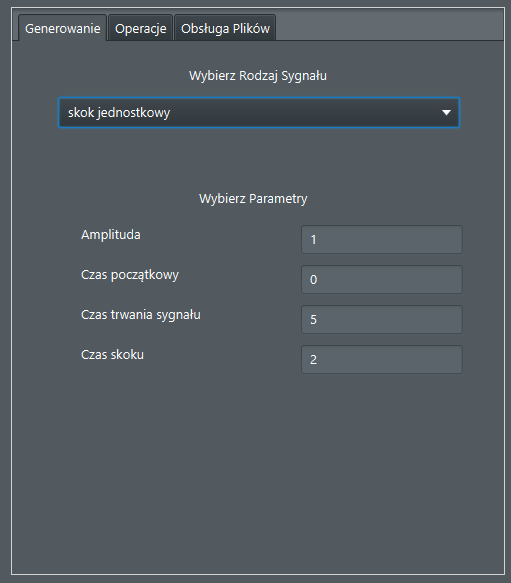 Generowanie Operacje Obsługa Plików
Wybierz Rodzaj Sygnału
skok jednostkowy
Wybierz Parametry
Amplituda 1
Czas początkowy 0
Czas trwania sygnału 5
Czas skoku 2